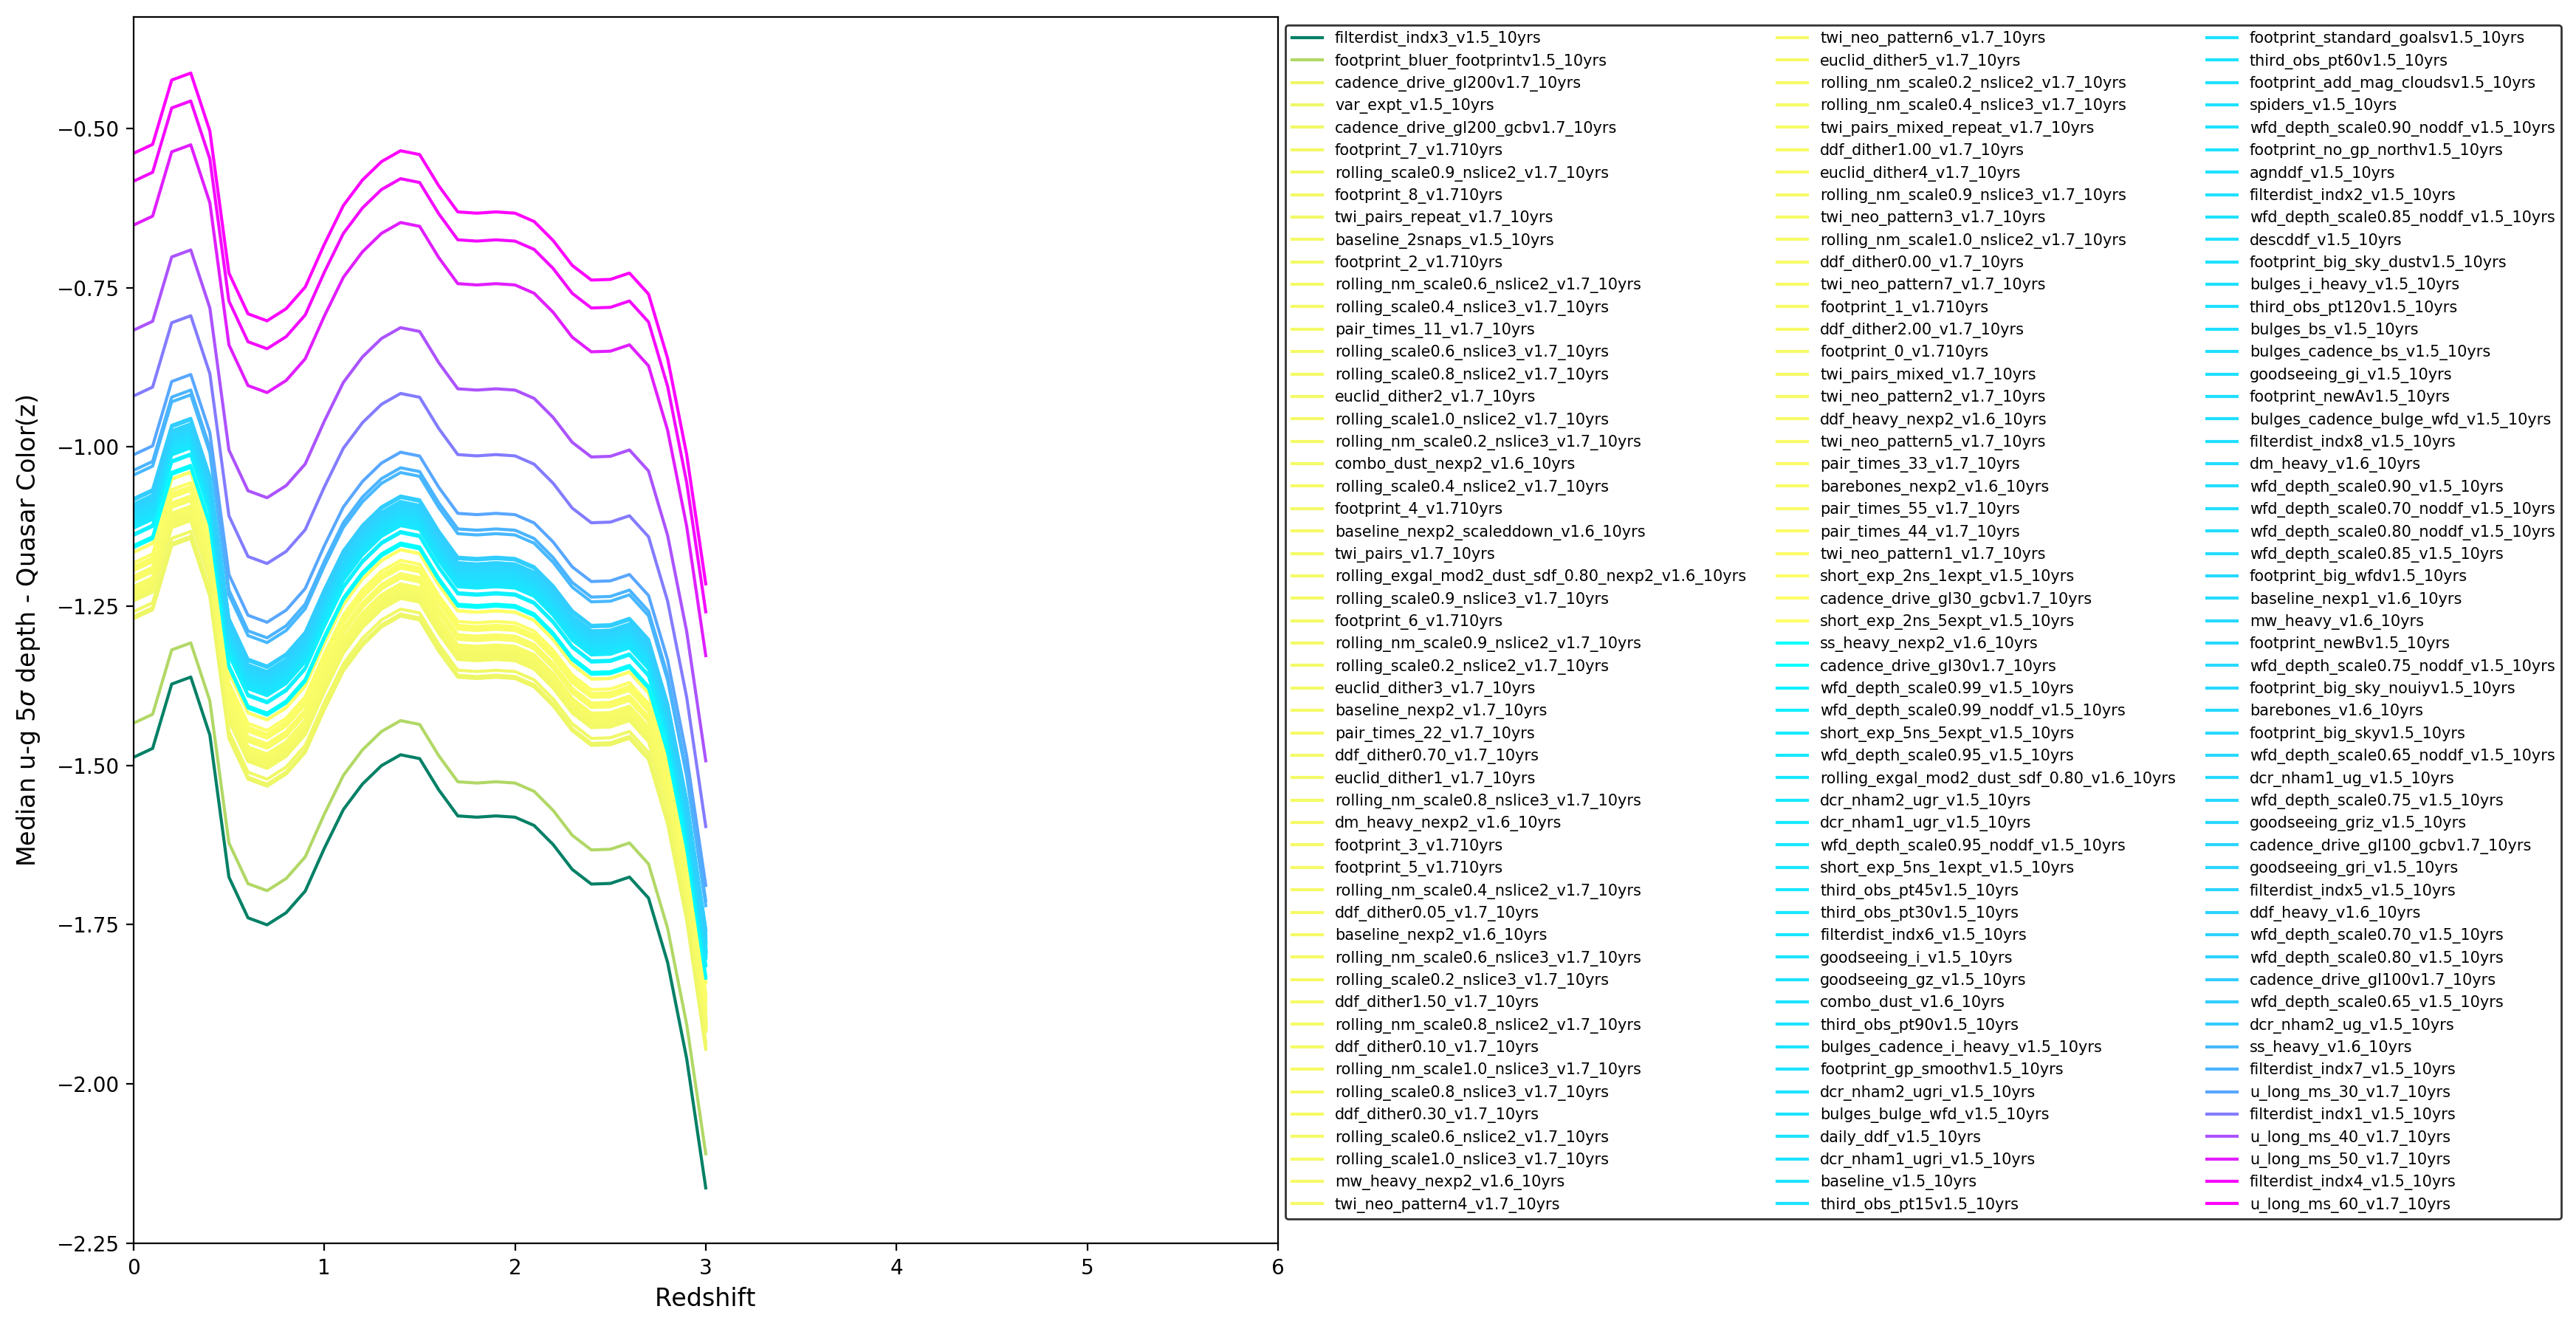 −0.50
−0.75
−1.00
−1.25
−1.50
−1.75
−2.00
−2.25
Median u-g 5σ depth - Quasar Color(z)
0 1 2 3 4 5 6
Redshift
filterdist_indx3_v1.5_10yrs
footprint_bluer_footprintv1.5_10yrs
cadence_drive_gl200v1.7_10yrs
var_expt_v1.5_10yrs
cadence_drive_gl200_gcbv1.7_10yrs
footprint_7_v1.710yrs
rolling_scale0.9_nslice2_v1.7_10yrs
footprint_8_v1.710yrs
twi_pairs_repeat_v1.7_10yrs
baseline_2snaps_v1.5_10yrs
footprint_2_v1.710yrs
rolling_nm_scale0.6_nslice2_v1.7_10yrs
rolling_scale0.4_nslice3_v1.7_10yrs
pair_times_11_v1.7_10yrs
rolling_scale0.6_nslice3_v1.7_10yrs
rolling_scale0.8_nslice2_v1.7_10yrs
euclid_dither2_v1.7_10yrs
rolling_scale1.0_nslice2_v1.7_10yrs
rolling_nm_scale0.2_nslice3_v1.7_10yrs
combo_dust_nexp2_v1.6_10yrs
rolling_scale0.4_nslice2_v1.7_10yrs
footprint_4_v1.710yrs
baseline_nexp2_scaleddown_v1.6_10yrs
twi_pairs_v1.7_10yrs
rolling_exgal_mod2_dust_sdf_0.80_nexp2_v1.6_10yrs
rolling_scale0.9_nslice3_v1.7_10yrs
footprint_6_v1.710yrs
rolling_nm_scale0.9_nslice2_v1.7_10yrs
rolling_scale0.2_nslice2_v1.7_10yrs
euclid_dither3_v1.7_10yrs
baseline_nexp2_v1.7_10yrs
pair_times_22_v1.7_10yrs
ddf_dither0.70_v1.7_10yrs
euclid_dither1_v1.7_10yrs
rolling_nm_scale0.8_nslice3_v1.7_10yrs
dm_heavy_nexp2_v1.6_10yrs
footprint_3_v1.710yrs
footprint_5_v1.710yrs
rolling_nm_scale0.4_nslice2_v1.7_10yrs
ddf_dither0.05_v1.7_10yrs
baseline_nexp2_v1.6_10yrs
rolling_nm_scale0.6_nslice3_v1.7_10yrs
rolling_scale0.2_nslice3_v1.7_10yrs
ddf_dither1.50_v1.7_10yrs
rolling_nm_scale0.8_nslice2_v1.7_10yrs
ddf_dither0.10_v1.7_10yrs
rolling_nm_scale1.0_nslice3_v1.7_10yrs
rolling_scale0.8_nslice3_v1.7_10yrs
ddf_dither0.30_v1.7_10yrs
rolling_scale0.6_nslice2_v1.7_10yrs
rolling_scale1.0_nslice3_v1.7_10yrs
mw_heavy_nexp2_v1.6_10yrs
twi_neo_pattern4_v1.7_10yrs
twi_neo_pattern6_v1.7_10yrs
euclid_dither5_v1.7_10yrs
rolling_nm_scale0.2_nslice2_v1.7_10yrs
rolling_nm_scale0.4_nslice3_v1.7_10yrs
twi_pairs_mixed_repeat_v1.7_10yrs
ddf_dither1.00_v1.7_10yrs
euclid_dither4_v1.7_10yrs
rolling_nm_scale0.9_nslice3_v1.7_10yrs
twi_neo_pattern3_v1.7_10yrs
rolling_nm_scale1.0_nslice2_v1.7_10yrs
ddf_dither0.00_v1.7_10yrs
twi_neo_pattern7_v1.7_10yrs
footprint_1_v1.710yrs
ddf_dither2.00_v1.7_10yrs
footprint_0_v1.710yrs
twi_pairs_mixed_v1.7_10yrs
twi_neo_pattern2_v1.7_10yrs
ddf_heavy_nexp2_v1.6_10yrs
twi_neo_pattern5_v1.7_10yrs
pair_times_33_v1.7_10yrs
barebones_nexp2_v1.6_10yrs
pair_times_55_v1.7_10yrs
pair_times_44_v1.7_10yrs
twi_neo_pattern1_v1.7_10yrs
short_exp_2ns_1expt_v1.5_10yrs
cadence_drive_gl30_gcbv1.7_10yrs
short_exp_2ns_5expt_v1.5_10yrs
ss_heavy_nexp2_v1.6_10yrs
cadence_drive_gl30v1.7_10yrs
wfd_depth_scale0.99_v1.5_10yrs
wfd_depth_scale0.99_noddf_v1.5_10yrs
short_exp_5ns_5expt_v1.5_10yrs
wfd_depth_scale0.95_v1.5_10yrs
rolling_exgal_mod2_dust_sdf_0.80_v1.6_10yrs
dcr_nham2_ugr_v1.5_10yrs
dcr_nham1_ugr_v1.5_10yrs
wfd_depth_scale0.95_noddf_v1.5_10yrs
short_exp_5ns_1expt_v1.5_10yrs
third_obs_pt45v1.5_10yrs
third_obs_pt30v1.5_10yrs
filterdist_indx6_v1.5_10yrs
goodseeing_i_v1.5_10yrs
goodseeing_gz_v1.5_10yrs
combo_dust_v1.6_10yrs
third_obs_pt90v1.5_10yrs
bulges_cadence_i_heavy_v1.5_10yrs
footprint_gp_smoothv1.5_10yrs
dcr_nham2_ugri_v1.5_10yrs
bulges_bulge_wfd_v1.5_10yrs
daily_ddf_v1.5_10yrs
dcr_nham1_ugri_v1.5_10yrs
baseline_v1.5_10yrs
third_obs_pt15v1.5_10yrs
footprint_standard_goalsv1.5_10yrs
third_obs_pt60v1.5_10yrs
footprint_add_mag_cloudsv1.5_10yrs
spiders_v1.5_10yrs
wfd_depth_scale0.90_noddf_v1.5_10yrs
footprint_no_gp_northv1.5_10yrs
agnddf_v1.5_10yrs
filterdist_indx2_v1.5_10yrs
wfd_depth_scale0.85_noddf_v1.5_10yrs
descddf_v1.5_10yrs
footprint_big_sky_dustv1.5_10yrs
bulges_i_heavy_v1.5_10yrs
third_obs_pt120v1.5_10yrs
bulges_bs_v1.5_10yrs
bulges_cadence_bs_v1.5_10yrs
goodseeing_gi_v1.5_10yrs
footprint_newAv1.5_10yrs
bulges_cadence_bulge_wfd_v1.5_10yrs
filterdist_indx8_v1.5_10yrs
dm_heavy_v1.6_10yrs
wfd_depth_scale0.90_v1.5_10yrs
wfd_depth_scale0.70_noddf_v1.5_10yrs
wfd_depth_scale0.80_noddf_v1.5_10yrs
wfd_depth_scale0.85_v1.5_10yrs
footprint_big_wfdv1.5_10yrs
baseline_nexp1_v1.6_10yrs
mw_heavy_v1.6_10yrs
footprint_newBv1.5_10yrs
wfd_depth_scale0.75_noddf_v1.5_10yrs
footprint_big_sky_nouiyv1.5_10yrs
barebones_v1.6_10yrs
footprint_big_skyv1.5_10yrs
wfd_depth_scale0.65_noddf_v1.5_10yrs
dcr_nham1_ug_v1.5_10yrs
wfd_depth_scale0.75_v1.5_10yrs
goodseeing_griz_v1.5_10yrs
cadence_drive_gl100_gcbv1.7_10yrs
goodseeing_gri_v1.5_10yrs
filterdist_indx5_v1.5_10yrs
ddf_heavy_v1.6_10yrs
wfd_depth_scale0.70_v1.5_10yrs
wfd_depth_scale0.80_v1.5_10yrs
cadence_drive_gl100v1.7_10yrs
wfd_depth_scale0.65_v1.5_10yrs
dcr_nham2_ug_v1.5_10yrs
ss_heavy_v1.6_10yrs
filterdist_indx7_v1.5_10yrs
u_long_ms_30_v1.7_10yrs
filterdist_indx1_v1.5_10yrs
u_long_ms_40_v1.7_10yrs
u_long_ms_50_v1.7_10yrs
filterdist_indx4_v1.5_10yrs
u_long_ms_60_v1.7_10yrs